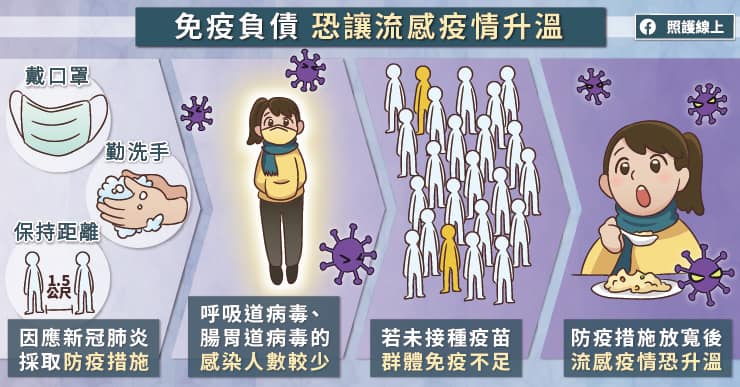 免疫負債 恐讓流感疫情升溫
照護線上
戴口罩
勤洗手
保持距離
1.5
公尺
因應新冠肺炎
採取防疫措施
呼吸道病毒、
腸胃道病毒的
感染人數較少
若未接種疫苗
群體免疫不足
防疫措施放寬後
流感疫情恐升溫